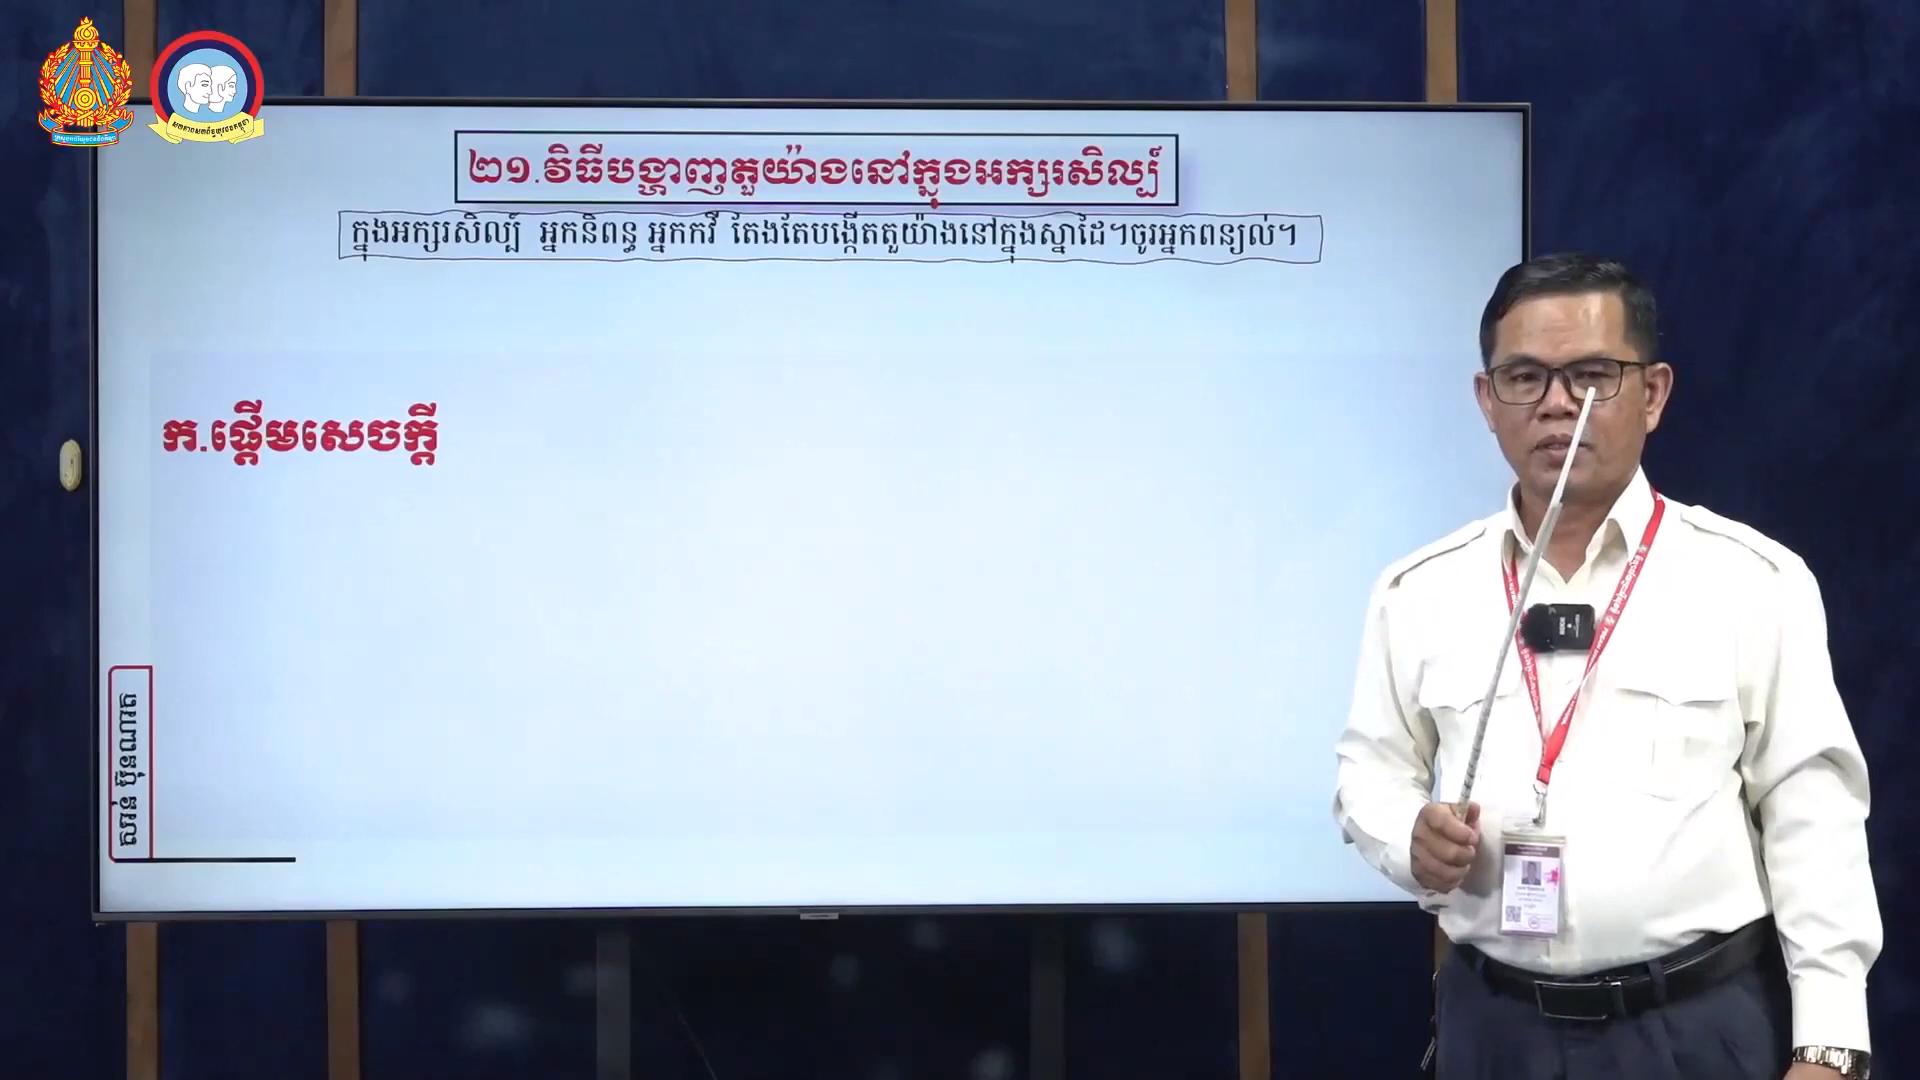 ២១.វិធីបង្ហាញតួយ៉ាងនៅក្នុងអក្សរសិល្ប៍
ក្នុងអក្សរសិល្ប៍ អ្នកនិពន្ធ អ្នកកវី តែងតែបង្កើតតួយ៉ាងនៅក្នុងស្នាដៃ។ចូរអ្នកពន្យល់។
ក.ផ្ដើមសេចក្ដី
សាន់ ប៊ុនណាត